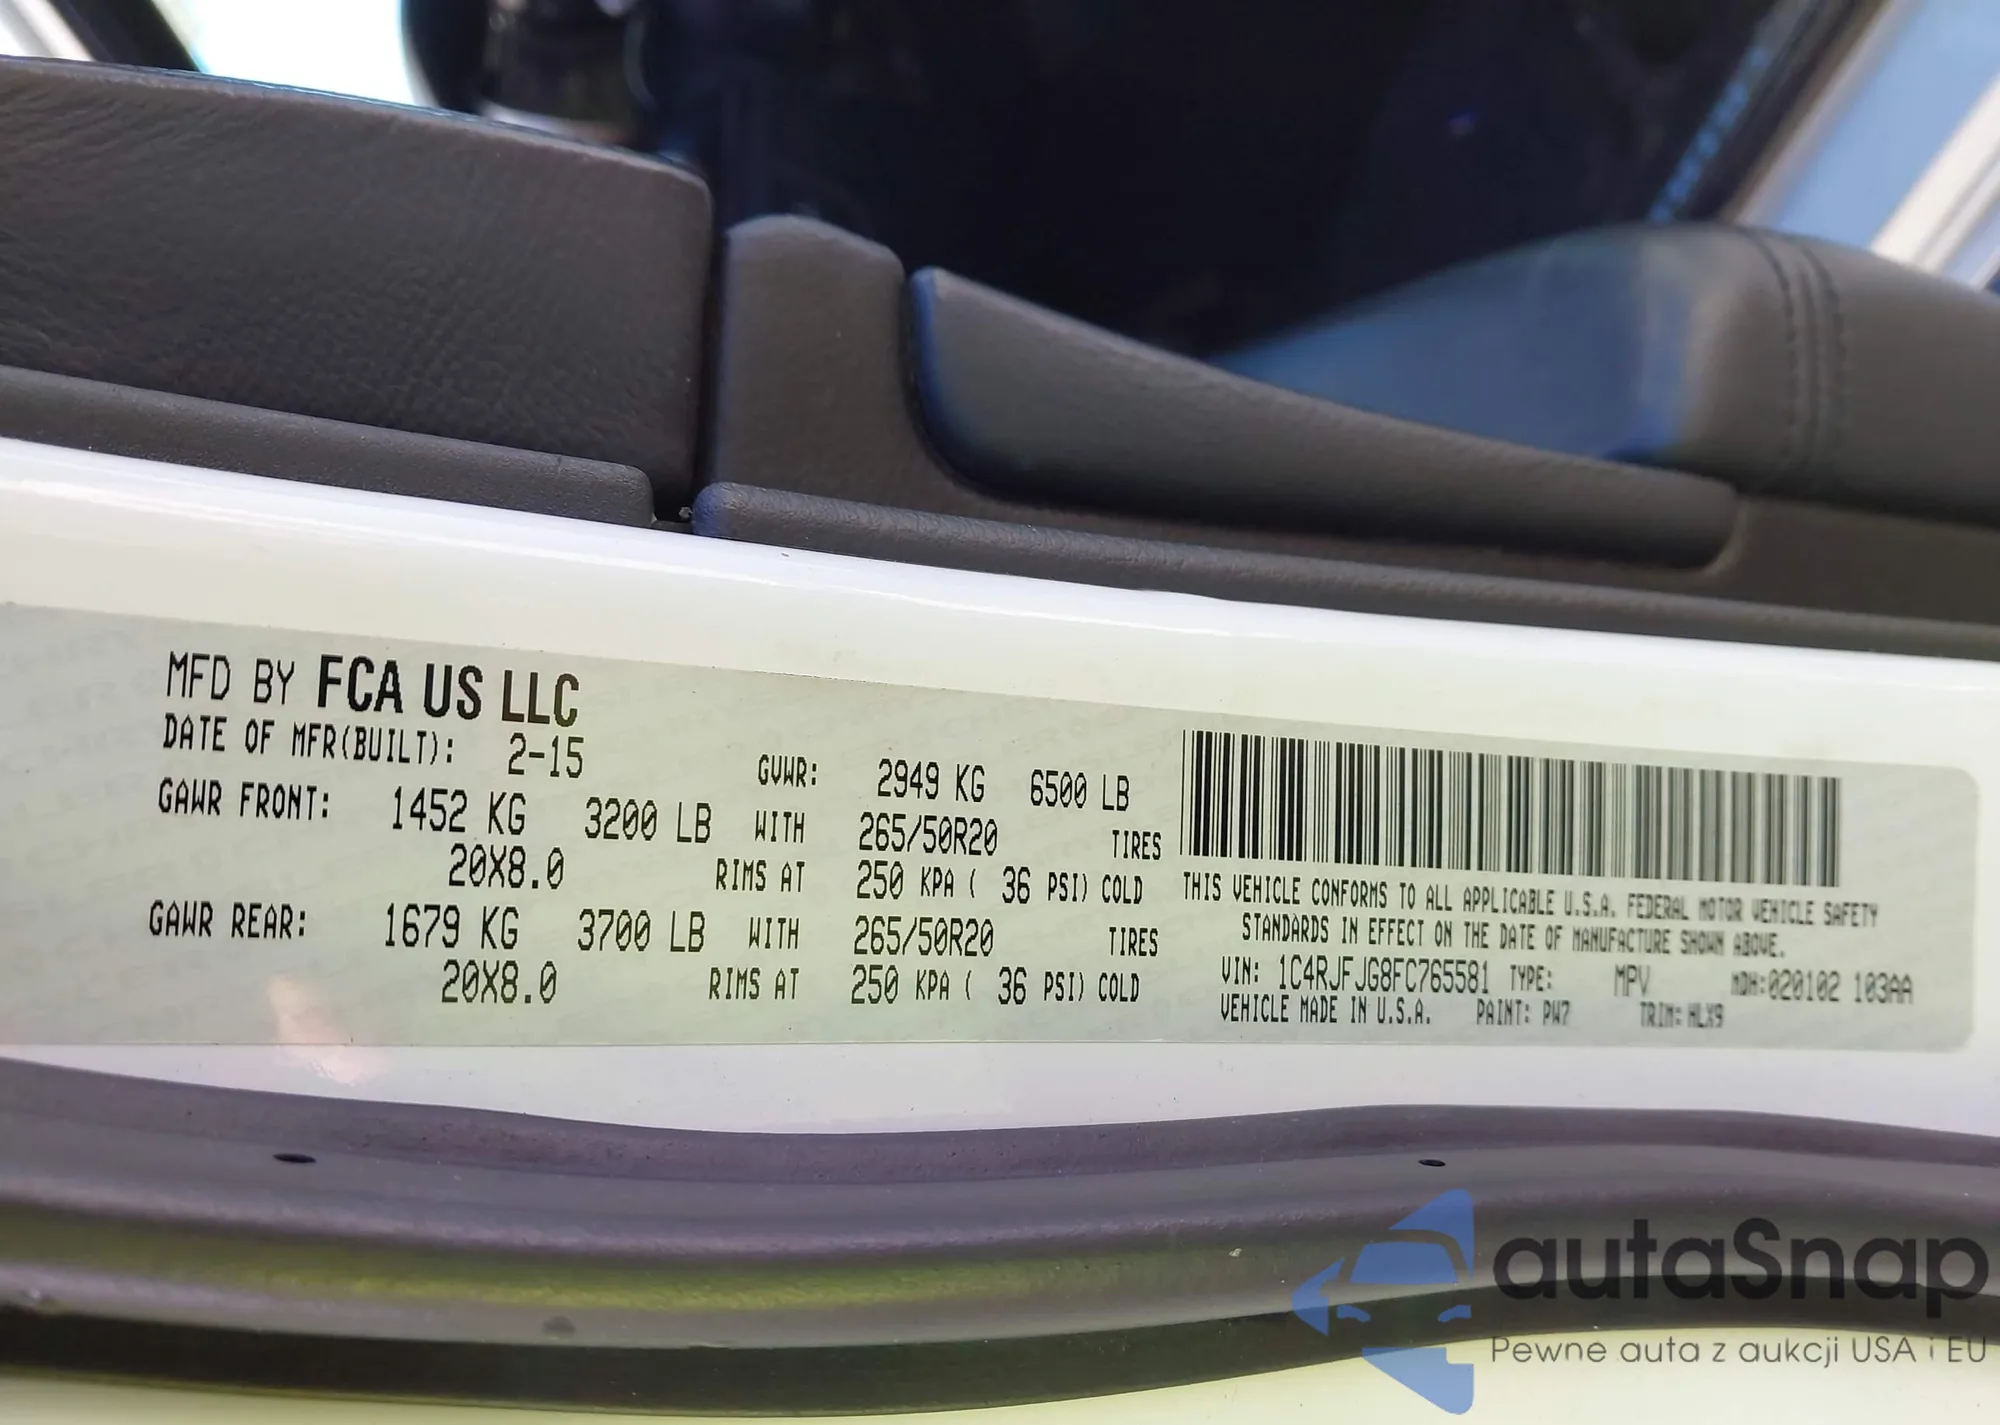 MFD BY FCA US LLC
DATE OF MFR(BUILT): 2-15 GVWR: 2949 KG 6500 LB
GAWR FRONT: 1452 KG 3200 LB WITH 265/50R20 TIRES
20X8.0 RIMS AT 250 KPA ( 36 PSI) COLD
GAWR REAR: 1679 KG 3700 LB WITH 265/50R20 TIRES
20X8.0 RIMS AT 250 KPA ( 36 PSI) COLD
THIS VEHICLE CONFORMS TO ALL APPLICABLE U.S.A. FEDERAL MOTOR VEHICLE SAFETY
STANDARDS IN EFFECT ON THE DATE OF MANUFACTURE SHOWN ABOVE.
VIN: 1C4RJFJG8FC765581 TYPE: MPV MDH:020102 103AA
VEHICLE MADE IN U.S.A. PAINT: PW7 TRIM: HLX9
autaSnap
Pewne auta z aukcji USA i EU